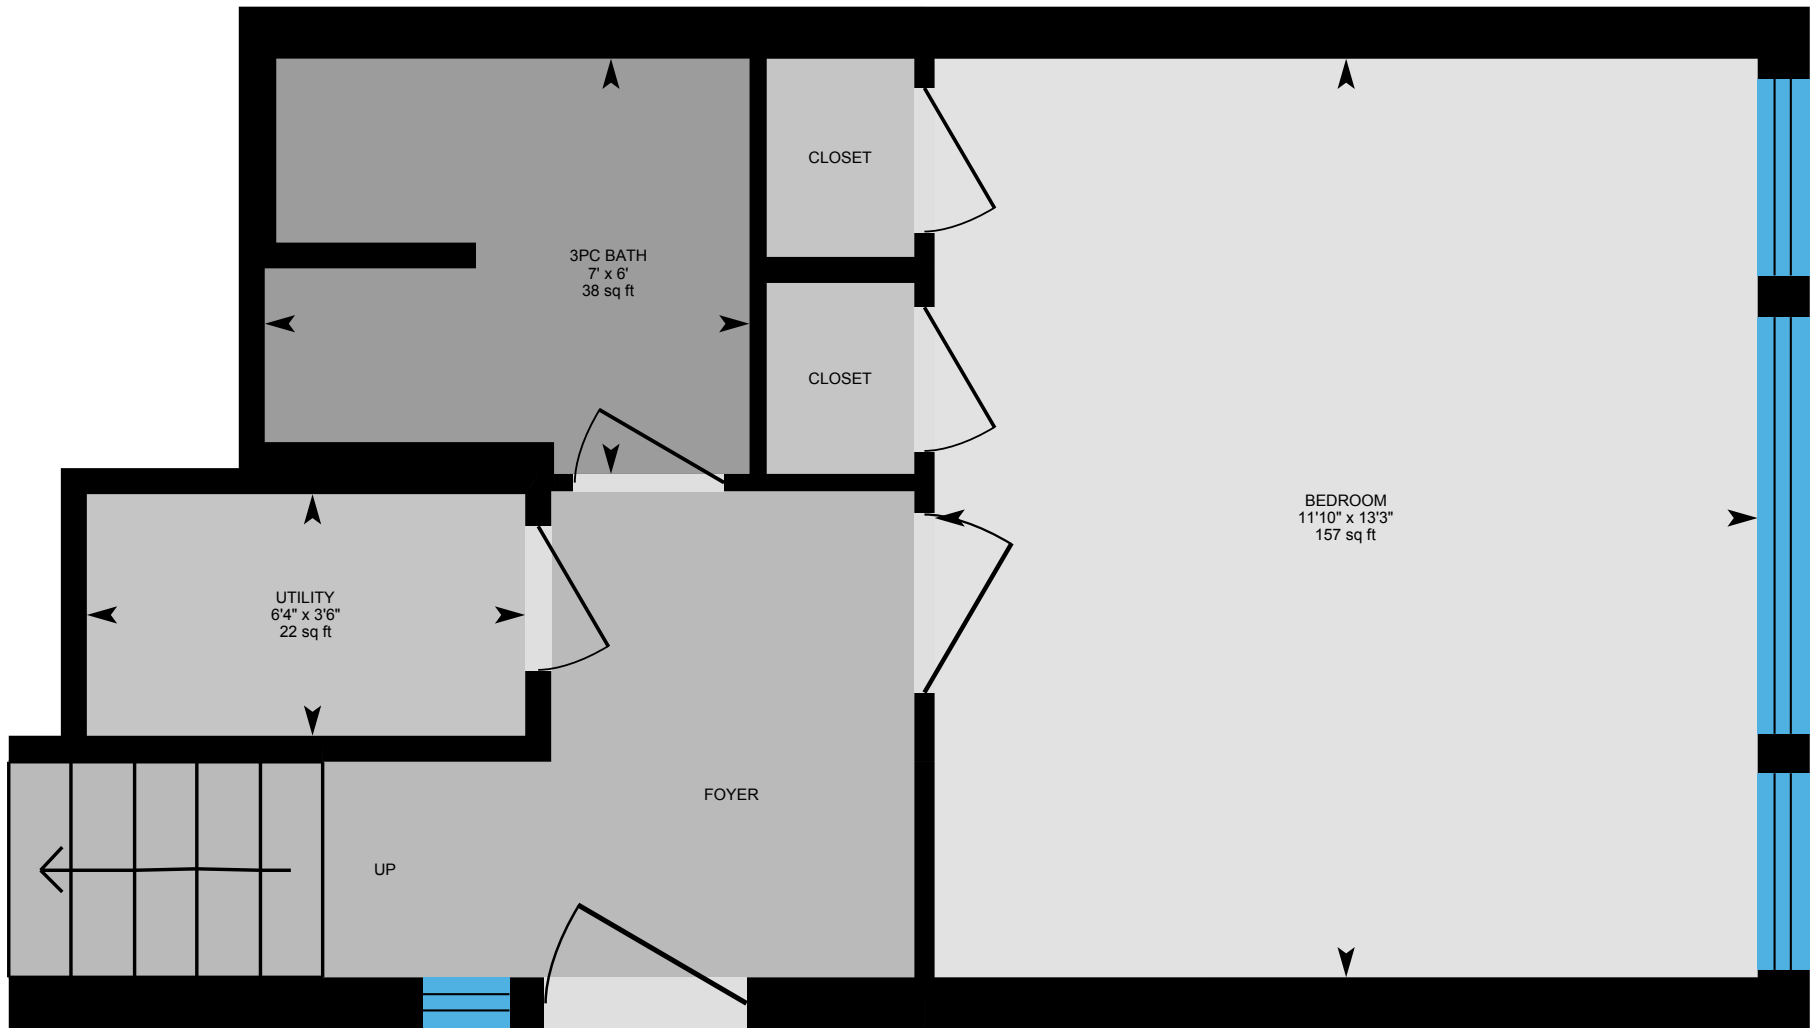 CLOSET
3PC BATH
7' x 6'
38 sq ft
CLOSET
BEDROOM
11'10" x 13'3"
157 sq ft
UTILITY
6'4" x 3'6"
22 sq ft
FOYER
UP